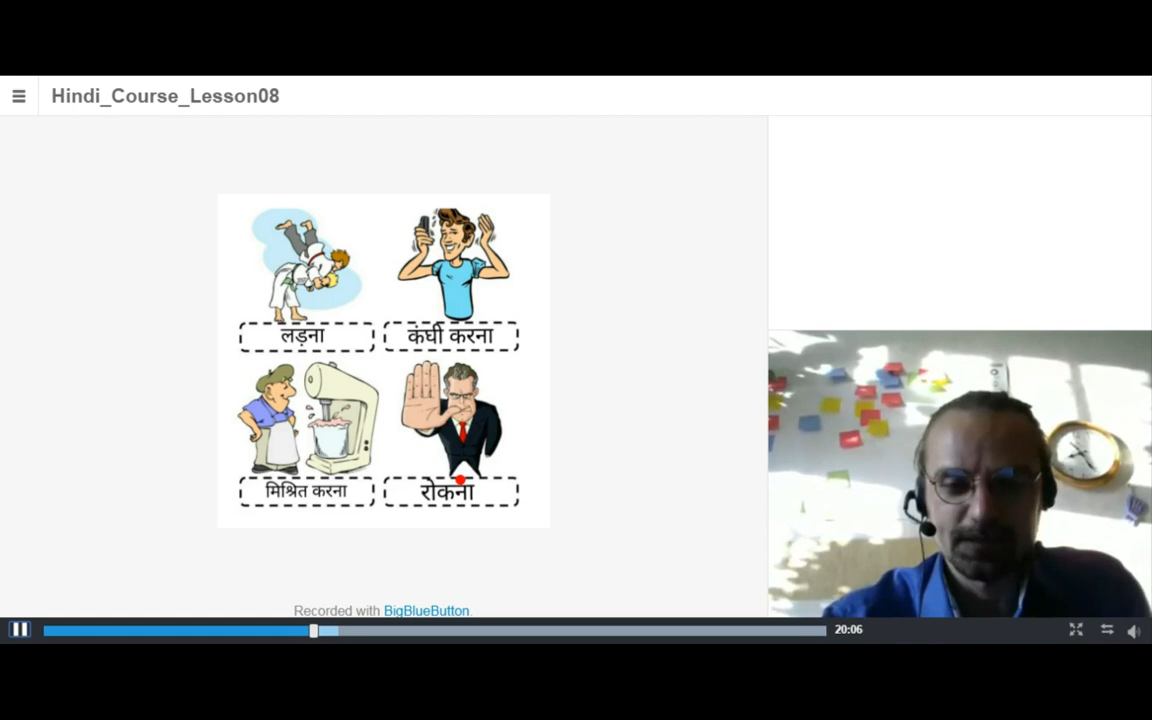 Hindi_Course_Lesson08
लड़ना
कंघी करना
मिश्रित करना
रोकना
Recorded with BigBlueButton.
20:06